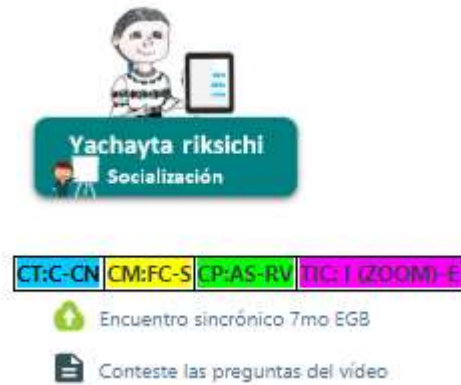 Yachayta riksichi
Socialización
CT:C-CN CM:FC-S CP:AS-RV TIC: I (ZOOM)-E
Encuentro sincrónico 7mo EGB
Conteste las preguntas del vídeo